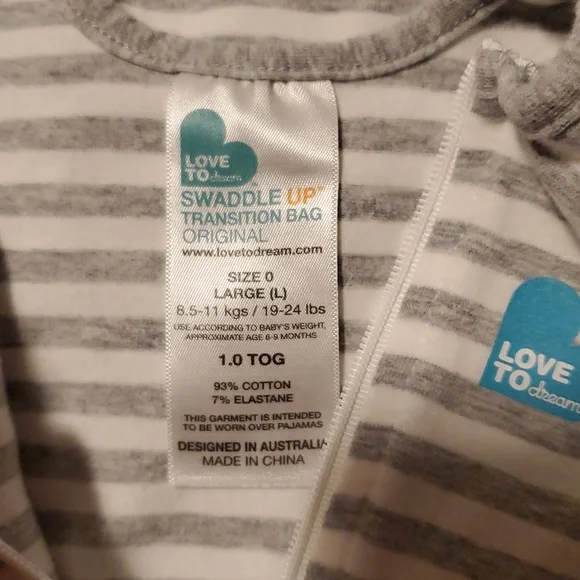 LOVE
TO dream
SWADDLE UP™
TRANSITION BAG
ORIGINAL
www.lovetodream.com
SIZE 0
LARGE (L)
8.5-11 kgs / 19-24 lbs
USE ACCORDING TO BABY'S WEIGHT,
APPROXIMATE AGE 6-9 MONTHS
1.0 TOG
93% COTTON
7% ELASTANE
THIS GARMENT IS INTENDED
TO BE WORN OVER PAJAMAS
DESIGNED IN AUSTRALIA
MADE IN CHINA
LOVE
TO dream